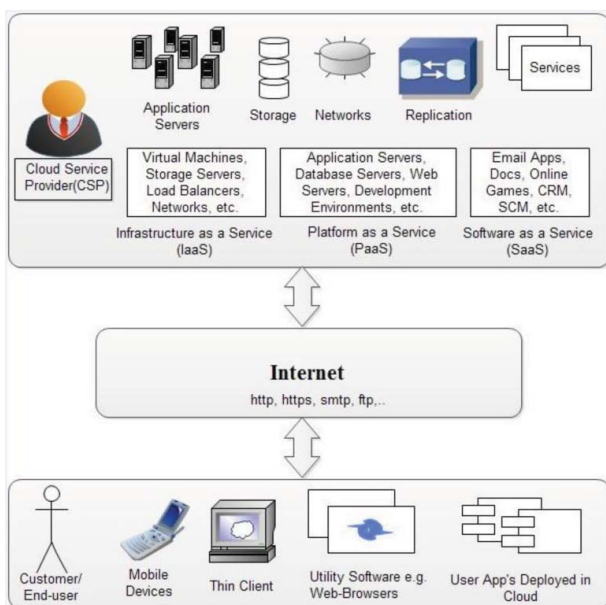 Application
Servers
Storage
Networks
Replication
Services
Cloud Service
Provider(CSP)
Virtual Machines,
Storage Servers,
Load Balancers,
Networks, etc.
Infrastructure as a Service
(IaaS)
Application Servers,
Database Servers, Web
Servers, Development
Environments, etc.
Platform as a Service
(PaaS)
Email Apps,
Docs, Online
Games, CRM,
SCM, etc.
Software as a Service
(SaaS)
Internet
http, https, smtp, ftp,..
Customer/
End-user
Mobile
Devices
Thin Client
Utility Software e.g.
Web-Browsers
User App's Deployed in
Cloud